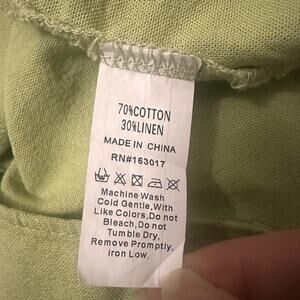 70%COTTON
30%LINEN
MADE IN CHINA
RN#163017
Machine Wash
Cold Gentle,With
Like Colors,Do not
Bleach,Do not
Tumble Dry,
Remove Promptly,
iron Low.